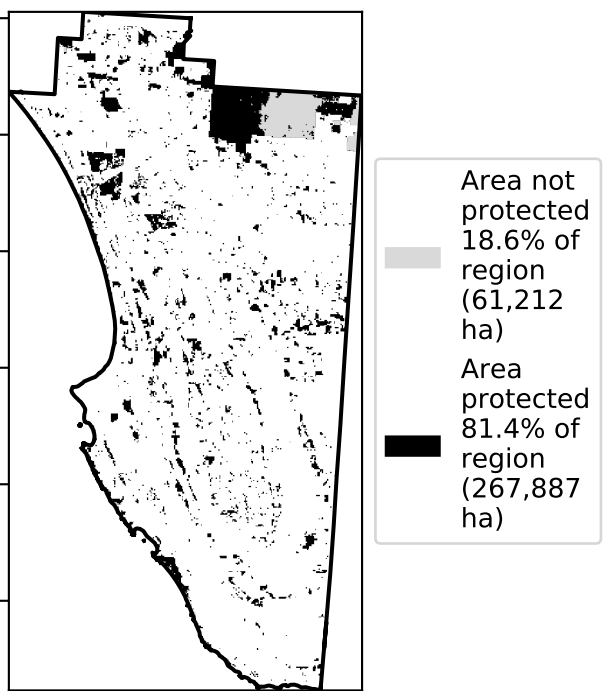 Area not
protected
18.6% of
region
(61,212
ha)
Area
protected
81.4% of
region
(267,887
ha)